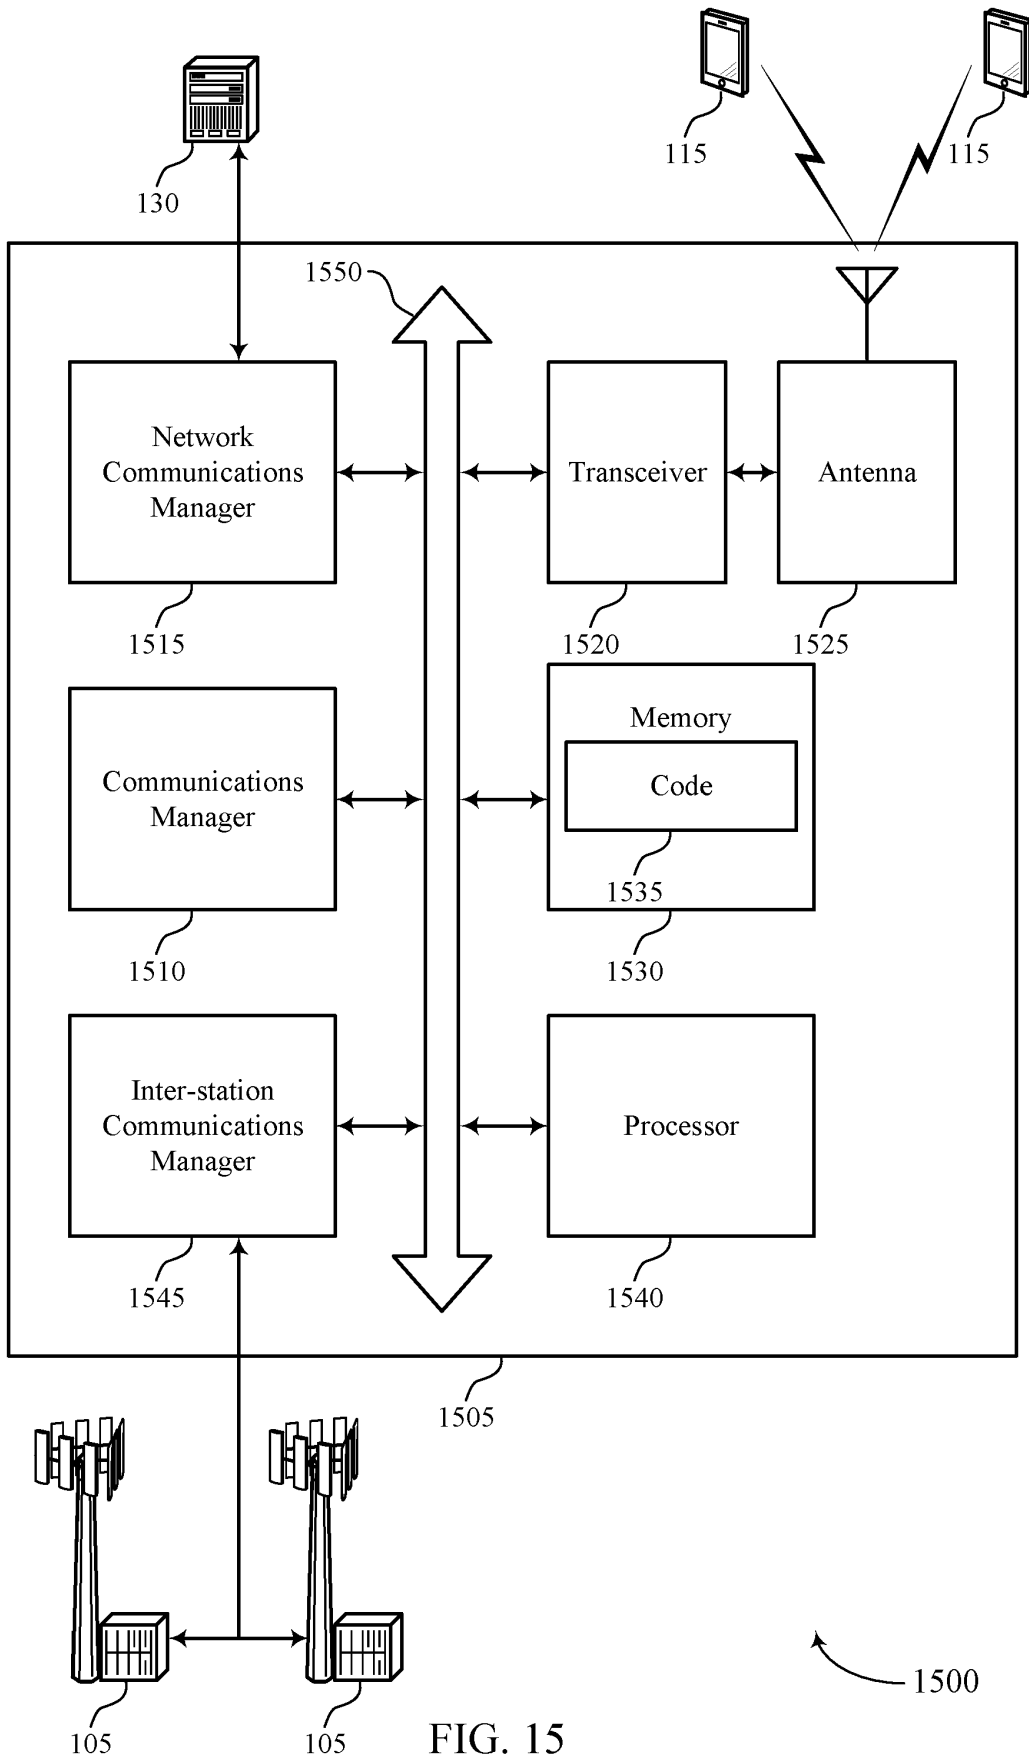 115
115
130
1550
Network
Communications
Manager
Transceiver
Antenna
1515
1520
1525
Memory
Communications
Manager
Code
1535
1510
1530
Inter-station
Communications
Manager
Processor
1545
1540
1505
1500
105
105
FIG. 15